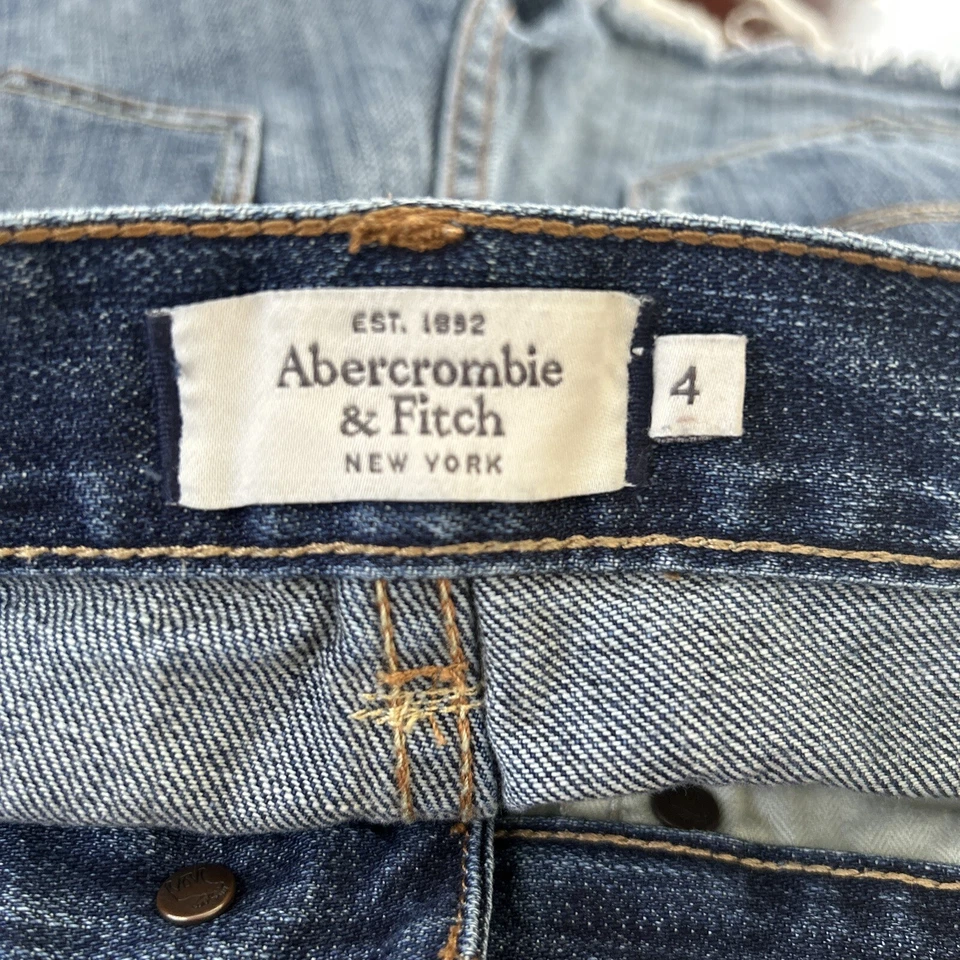 EST. 1892
Abercrombie
& Fitch
NEW YORK
4